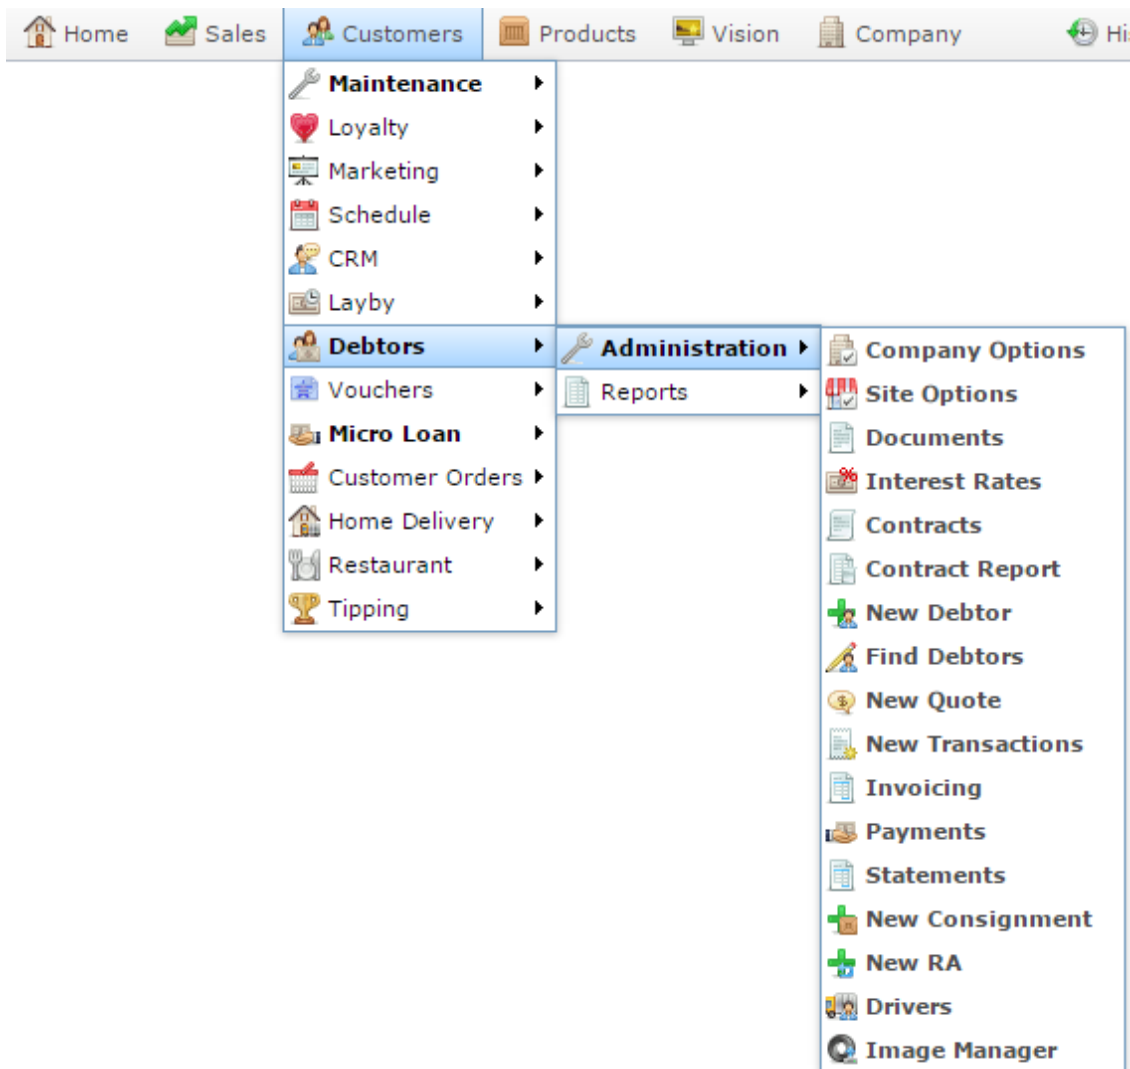 Home Sales Customers Products Vision Company
Maintenance
Loyalty
Marketing
Schedule
CRM
Layby
Debtors
Vouchers
Micro Loan
Customer Orders
Home Delivery
Restaurant
Tipping
Administration
Reports
Company Options
Site Options
Documents
Interest Rates
Contracts
Contract Report
New Debtor
Find Debtors
New Quote
New Transactions
Invoicing
Payments
Statements
New Consignment
New RA
Drivers
Image Manager